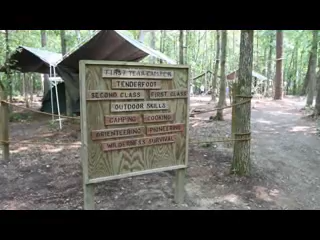 FIRST YEAR CAMPER
TENDERFOOT
SECOND CLASS FIRST CLASS
OUTDOOR SKILLS
CAMPING COOKING
ORIENTEERING PIONEERING
WILDERNESS SURVIVAL